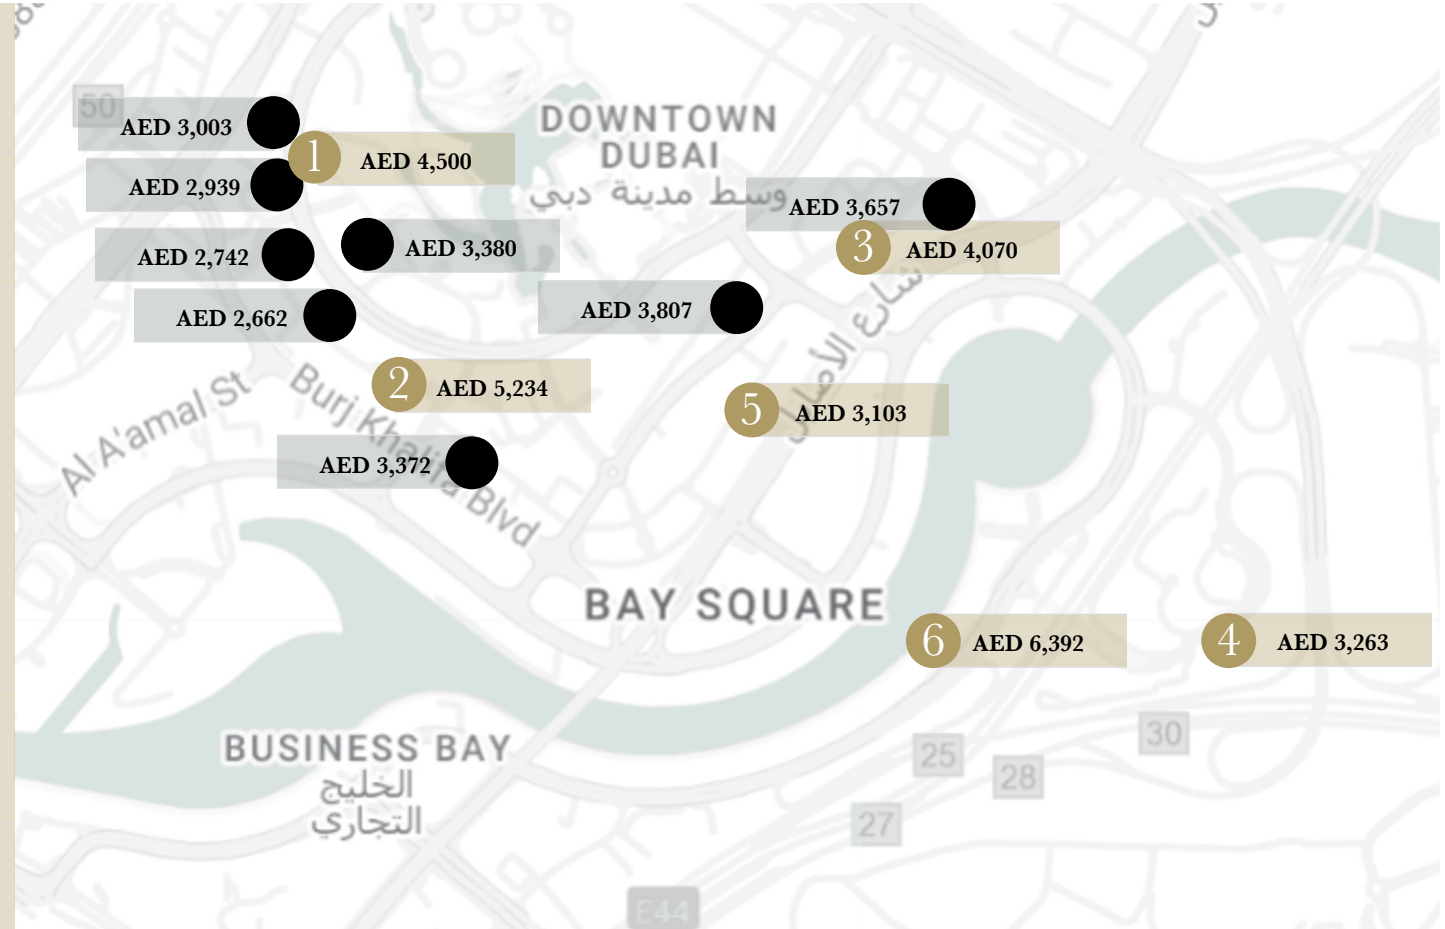 50
AED 3,003
1
AED 4,500
DOWNTOWN
DUBAI
وسط مدينة دبي
AED 2,939
AED 3,657
3
AED 4,070
AED 2,742
AED 3,380
AED 2,662
AED 3,807
2
AED 5,234
5
AED 3,103
Al A'amal St
Burj Khalifa Blvd
AED 3,372
BAY SQUARE
6
AED 6,392
4
AED 3,263
BUSINESS BAY
الخليج
التجاري
25
28
30
27
E44